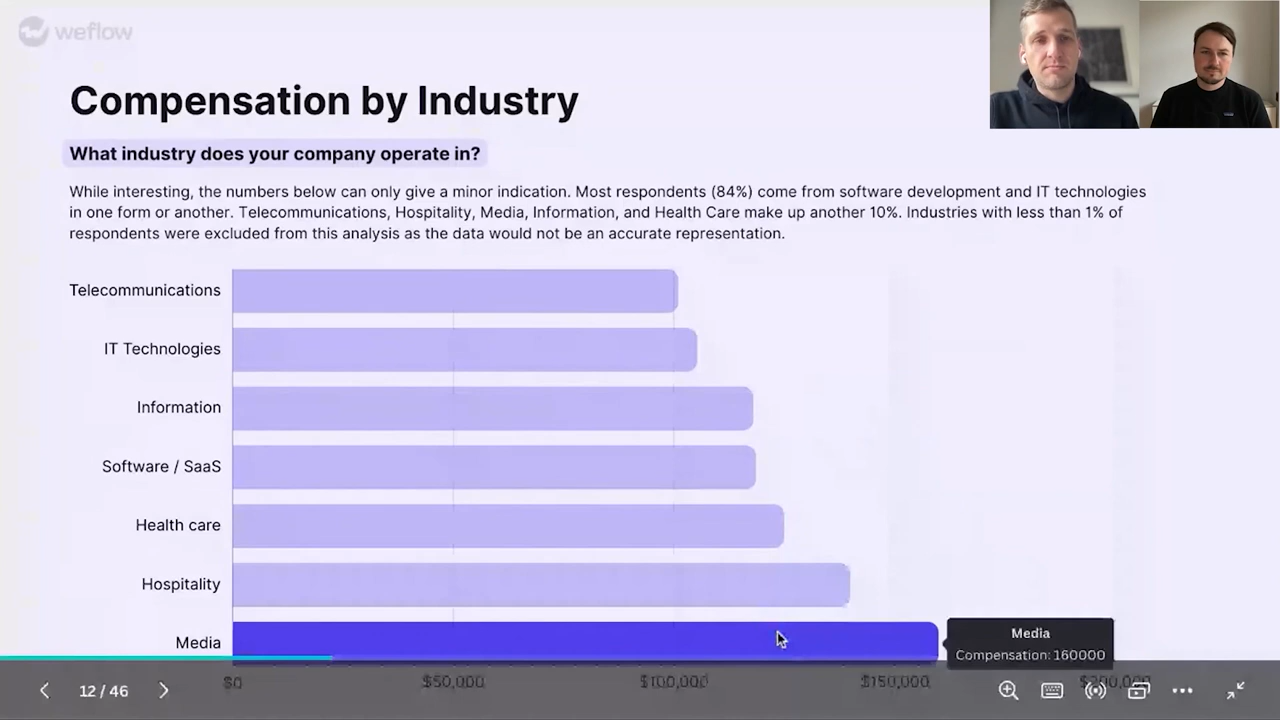 weflow
Compensation by Industry
What industry does your company operate in?
While interesting, the numbers below can only give a minor indication. Most respondents (84%) come from software development and IT technologies
in one form or another. Telecommunications, Hospitality, Media, Information, and Health Care make up another 10%. Industries with less than 1% of
respondents were excluded from this analysis as the data would not be an accurate representation.
Telecommunications
IT Technologies
Information
Software / SaaS
Health care
Hospitality
Media
Media
Compensation: 160000
12 / 46
$0
$50,000
$100,000
$150,000
$200,000